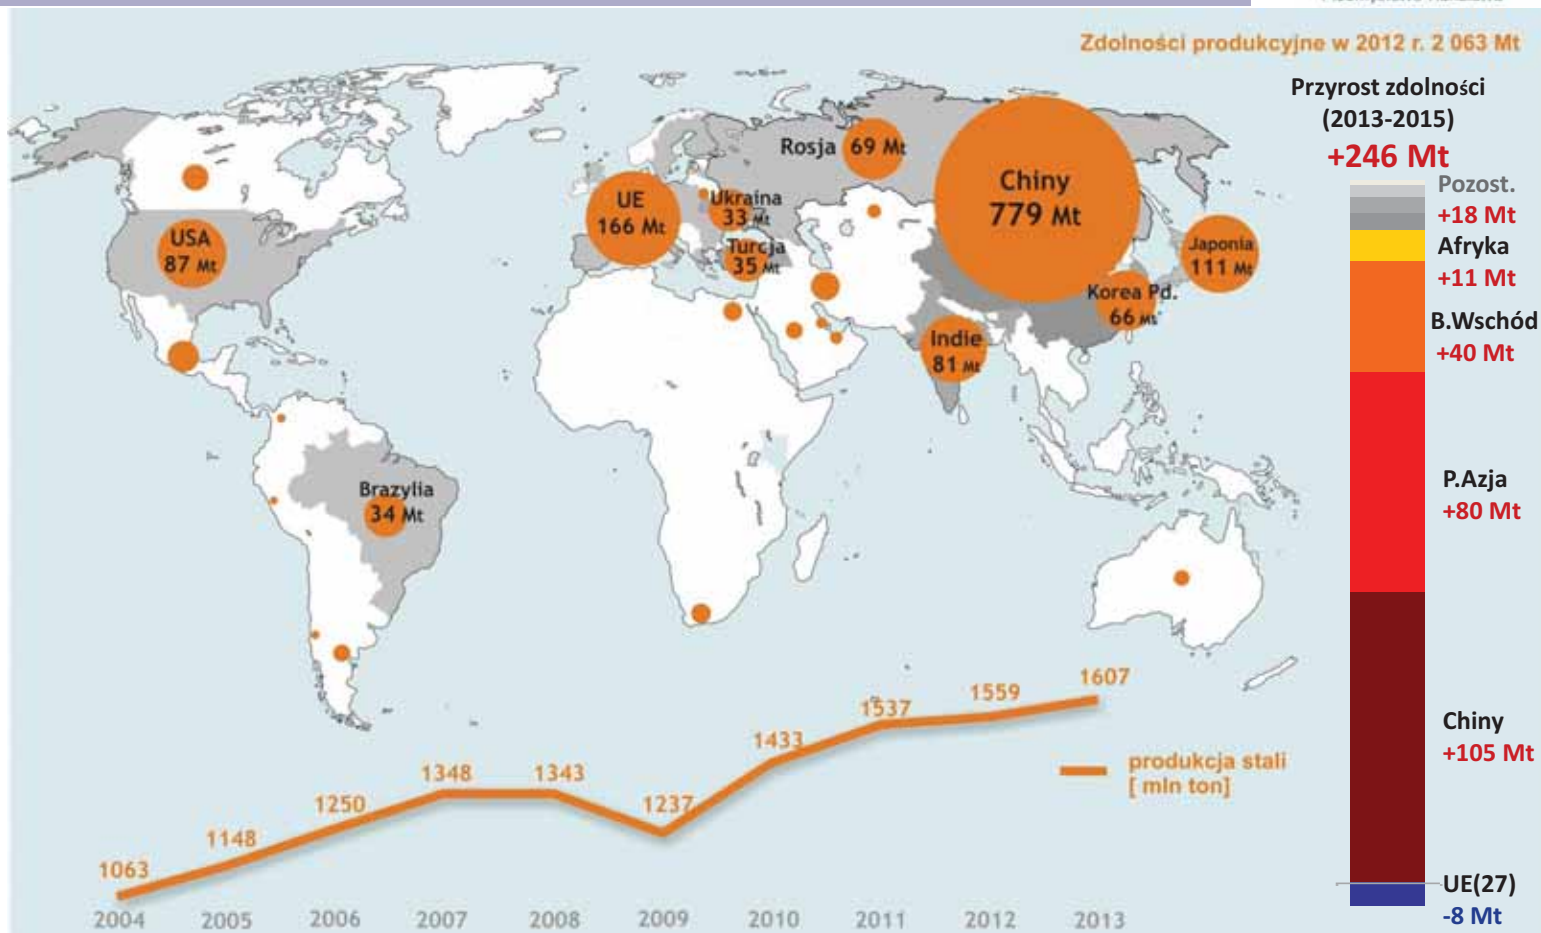 Zdolności produkcyjne w 2012 r. 2 063 Mt
Przyrost zdolności
(2013-2015)
+246 Mt
Pozost.
+18 Mt
Afryka
+11 Mt
B.Wschód
+40 Mt
P.Azja
+80 Mt
Chiny
+105 Mt
UE(27)
-8 Mt
Rosja 69 Mt
Chiny
779 Mt
UE
166 Mt
Ukraina
33 Mt
Turcja
35 Mt
USA
87 Mt
Japonia
111 Mt
Korea Pd.
66 Mt
Indie
81 Mt
Brazylia
34 Mt
1063
1148
1250
1348
1343
1237
1433
1537
1559
1607
produkcja stali
[ mln ton]
2004
2005
2006
2007
2008
2009
2010
2011
2012
2013